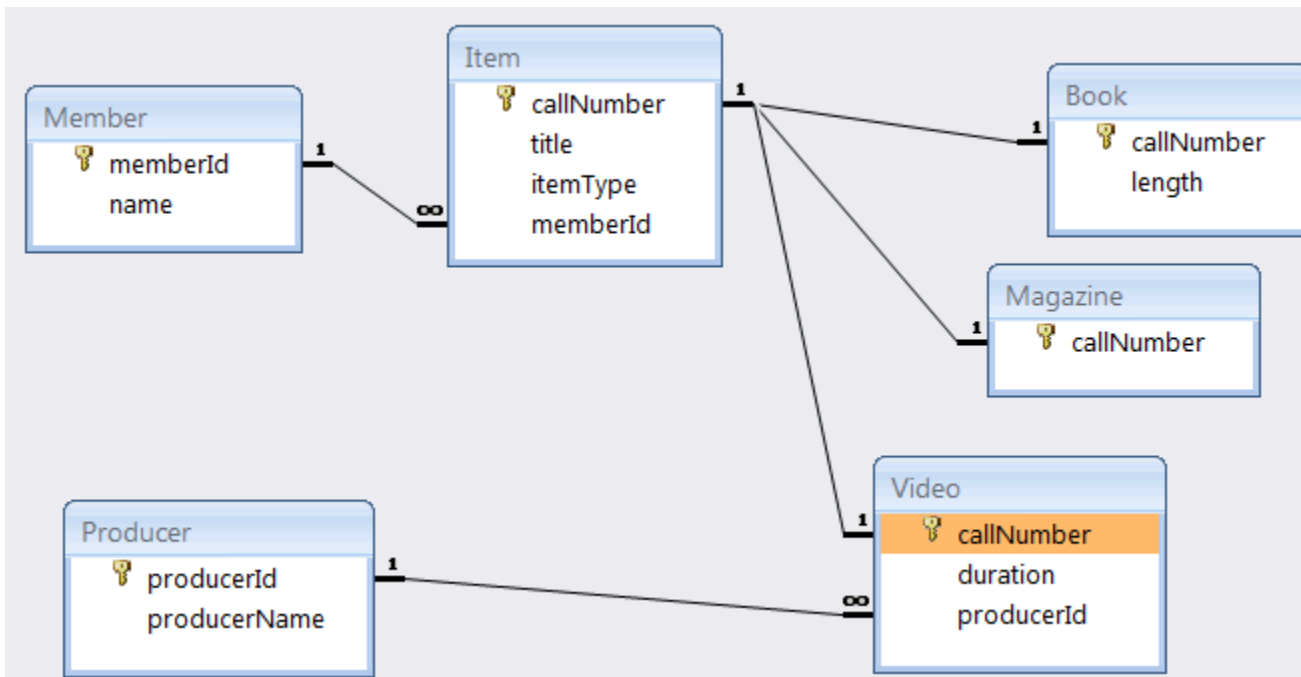 Member
memberId
name
1
∞
Item
callNumber
title
itemType
memberId
1
1
Book
callNumber
length
1
Magazine
callNumber
1
Video
callNumber
duration
producerId
Producer
producerId
producerName
1
∞